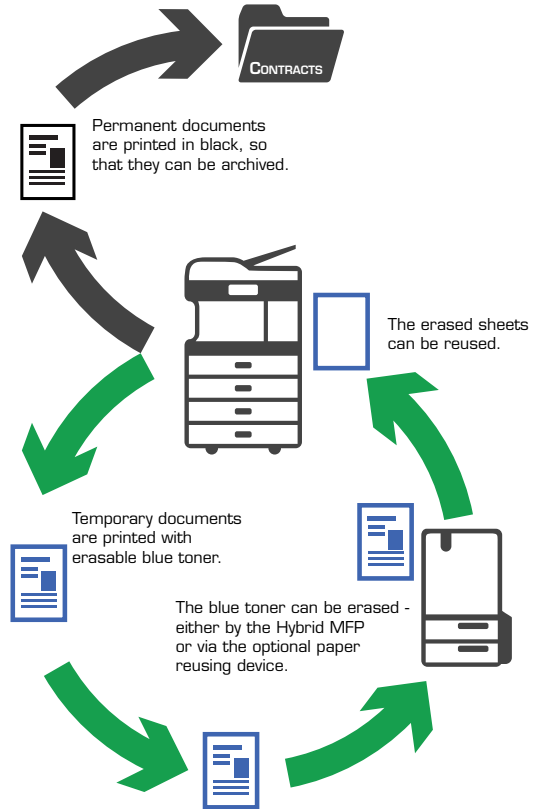 CONTRACTS
Permanent documents
are printed in black, so
that they can be archived.
The erased sheets
can be reused.
Temporary documents
are printed with
erasable blue toner.
The blue toner can be erased -
either by the Hybrid MFP
or via the optional paper
reusing device.